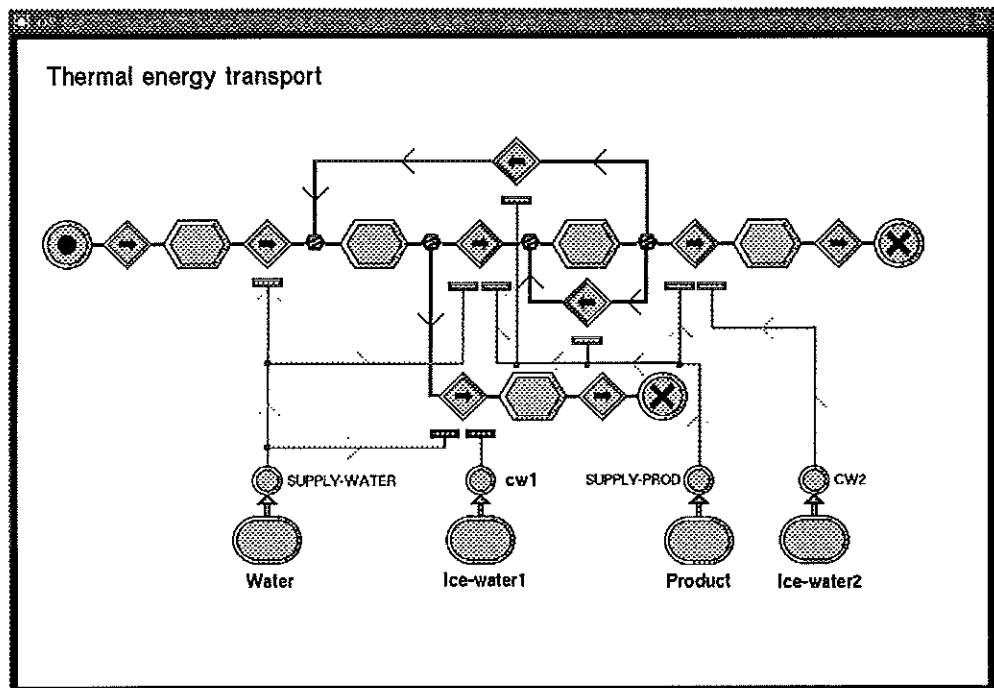 Thermal energy transport
SUPPLY-WATER
cw1
SUPPLY-PROD
CW2
Water
Ice-water1
Product
Ice-water2